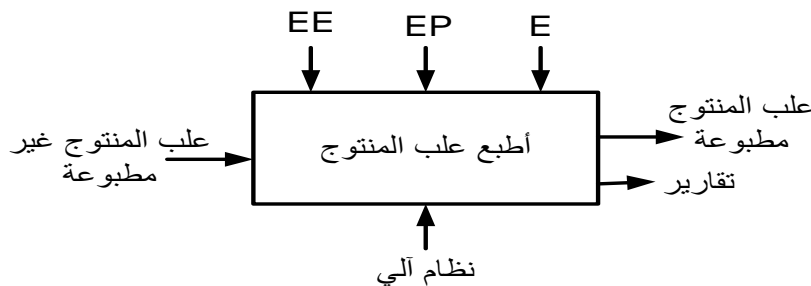 EE EP E
علب المنتوج غير
مطبوعة
أطبع علب المنتوج
علب المنتوج
مطبوعة
تقارير
نظام آلي